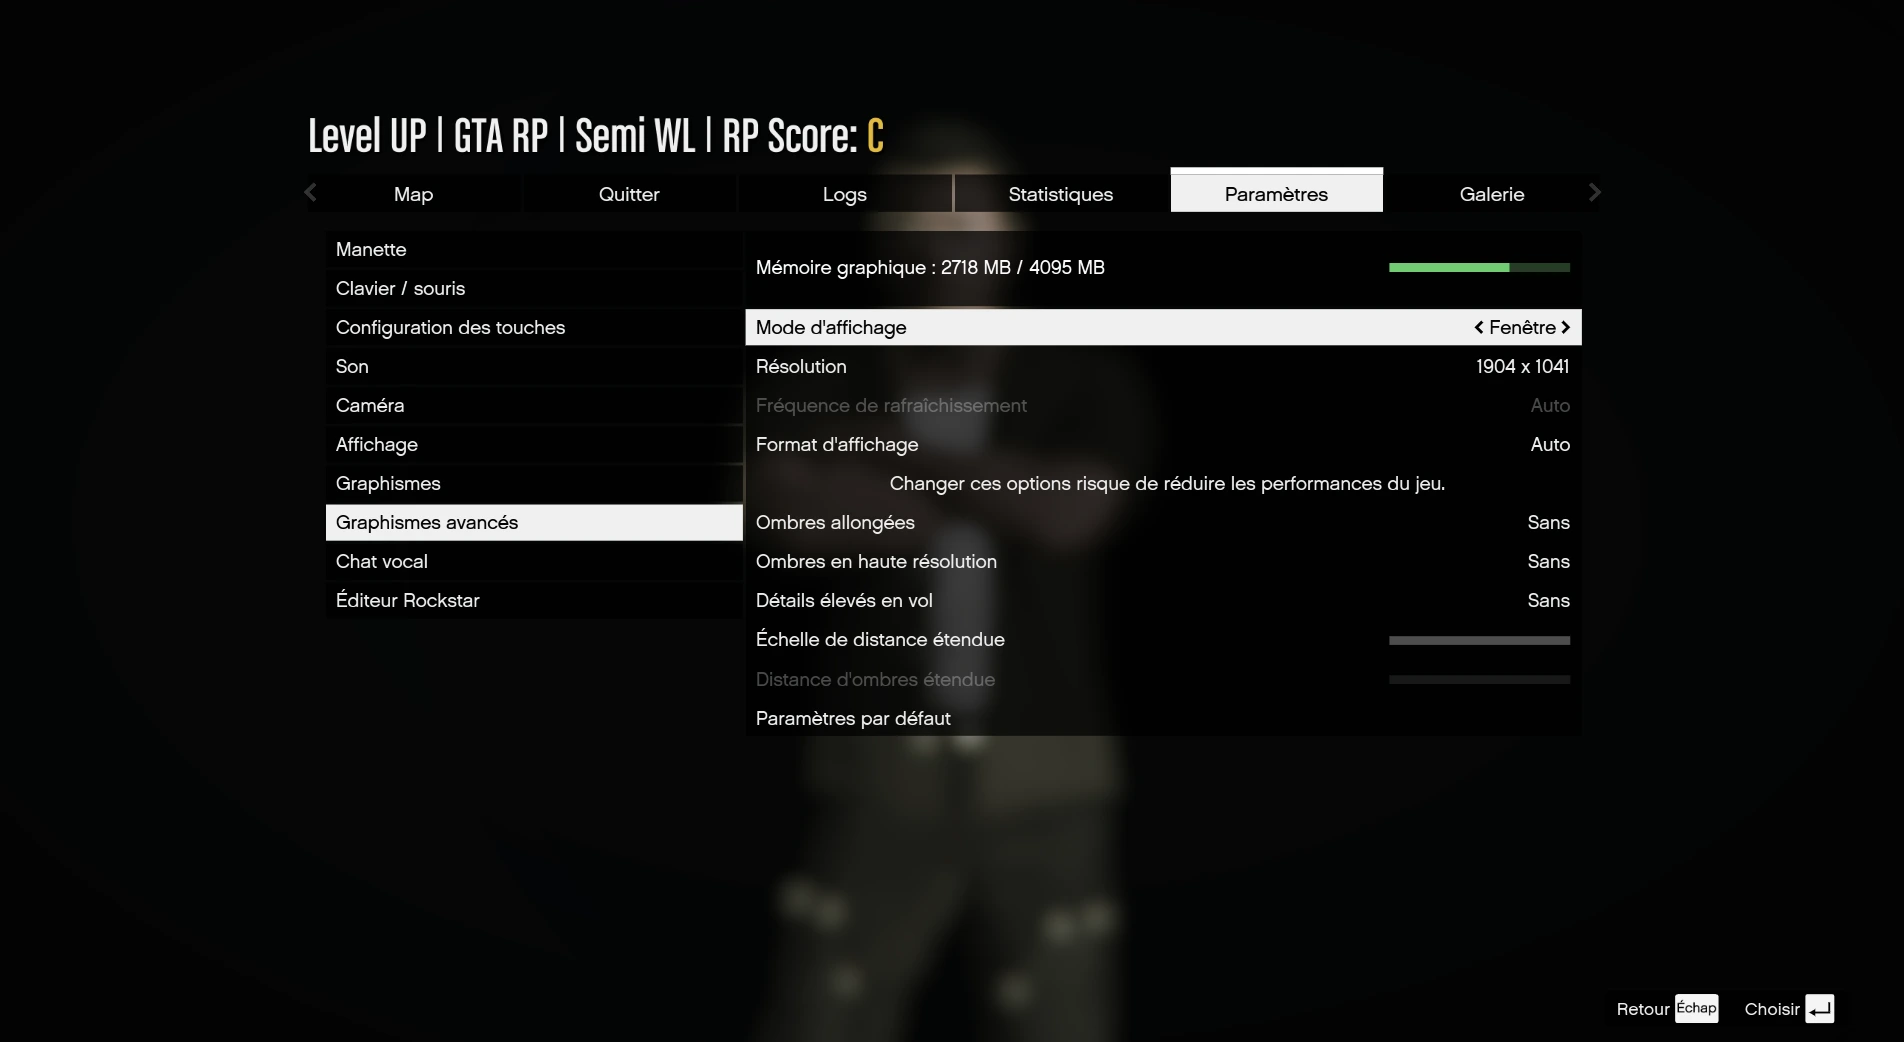 Level UP | GTA RP | Semi WL | RP Score: C
Map Quitter Logs Statistiques Paramètres Galerie
Manette
Clavier / souris
Configuration des touches
Son
Caméra
Affichage
Graphismes
Graphismes avancés
Chat vocal
Éditeur Rockstar
Mémoire graphique : 2718 MB / 4095 MB
Mode d'affichage Fenêtre
Résolution 1904 x 1041
Fréquence de rafraîchissement Auto
Format d'affichage Auto
Changer ces options risque de réduire les performances du jeu.
Ombres allongées Sans
Ombres en haute résolution Sans
Détails élevés en vol Sans
Échelle de distance étendue
Distance d'ombres étendue
Paramètres par défaut
Retour Échap Choisir